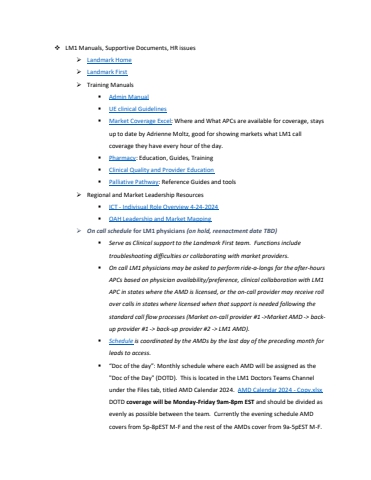 ❖ LM1 Manuals, Supportive Documents, HR issues
➢ Landmark Home
➢ Landmark First
➢ Training Manuals
▪ Admin Manual
▪ UE clinical Guidelines
▪ Market Coverage Excel: Where and What APCs are available for coverage, stays
up to date by Adrienne Moltz, good for showing markets what LM1 call
coverage they have every hour of the day.
▪ Pharmacy: Education, Guides, Training
▪ Clinical Quality and Provider Education
▪ Palliative Pathway: Reference Guides and tools
➢ Regional and Market Leadership Resources
▪ ICT - Indivisual Role Overview 4-24-2024
▪ OAH Leadership and Market Mapping
➢ On call schedule for LM1 physicians (on hold, reenactment date TBD)
▪ Serve as Clinical support to the Landmark First team. Functions include
troubleshooting difficulties or collaborating with market providers.
▪ On call LM1 physicians may be asked to perform ride-a-longs for the after-hours
APCs based on physician availability/preference, clinical collaboration with LM1
APC in states where the AMD is licensed, or the on-call provider may receive roll
over calls in states where licensed when that support is needed following the
standard call flow processes (Market on-call provider #1 ->Market AMD -> back-
up provider #1 -> back-up provider #2 -> LM1 AMD).
▪ Schedule is coordinated by the AMDs by the last day of the preceding month for
leads to access.
▪ "Doc of the day": Monthly schedule where each AMD will be assigned as the
"Doc of the Day" (DOTD). This is located in the LM1 Doctors Teams Channel
under the Files tab, titled AMD Calendar 2024. AMD Calendar 2024 - Copy.xlsx
DOTD coverage will be Monday-Friday 9am-8pm EST and should be divided as
evenly as possible between the team. Currently the evening schedule AMD
covers from 5p-8pEST M-F and the rest of the AMDs cover from 9a-5pEST M-F.